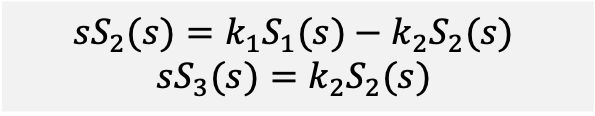 sS₂(s) = k₁S₁(s) − k₂S₂(s)
sS₃(s) = k₂S₂(s)